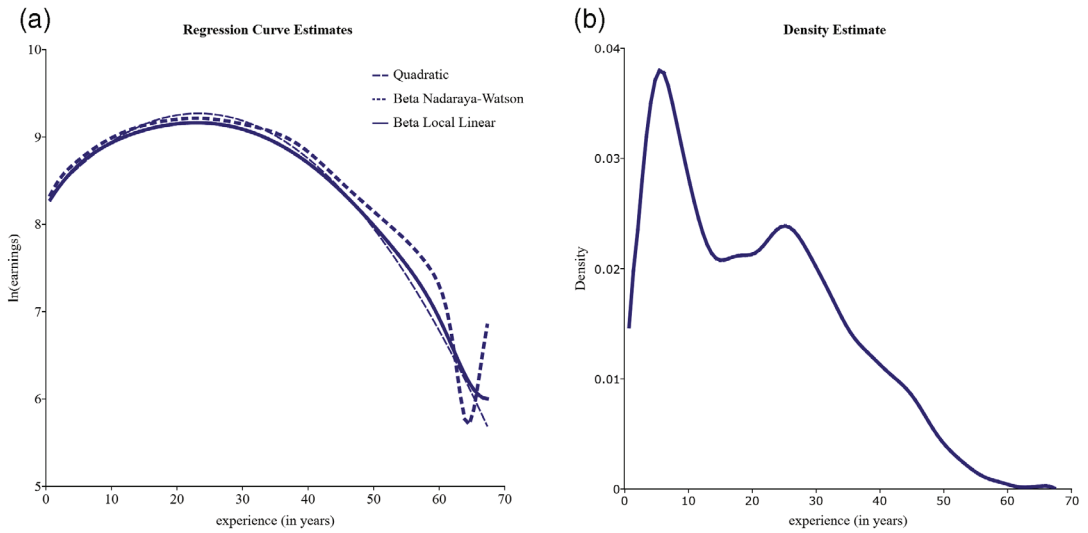 (a)
Regression Curve Estimates
10
9
8
7
6
5
ln(earnings)
Quadratic
Beta Nadaraya-Watson
Beta Local Linear
0 10 20 30 40 50 60 70
experience (in years)
(b)
Density Estimate
0.04
0.03
0.02
0.01
0
Density
0 10 20 30 40 50 60 70
experience (in years)